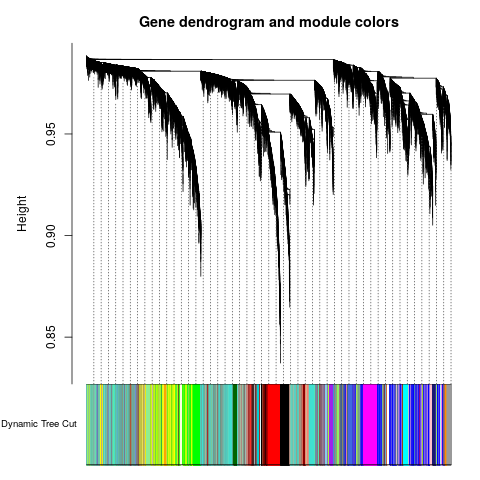 Gene dendrogram and module colors
Height
0.95
0.90
0.85
Dynamic Tree Cut